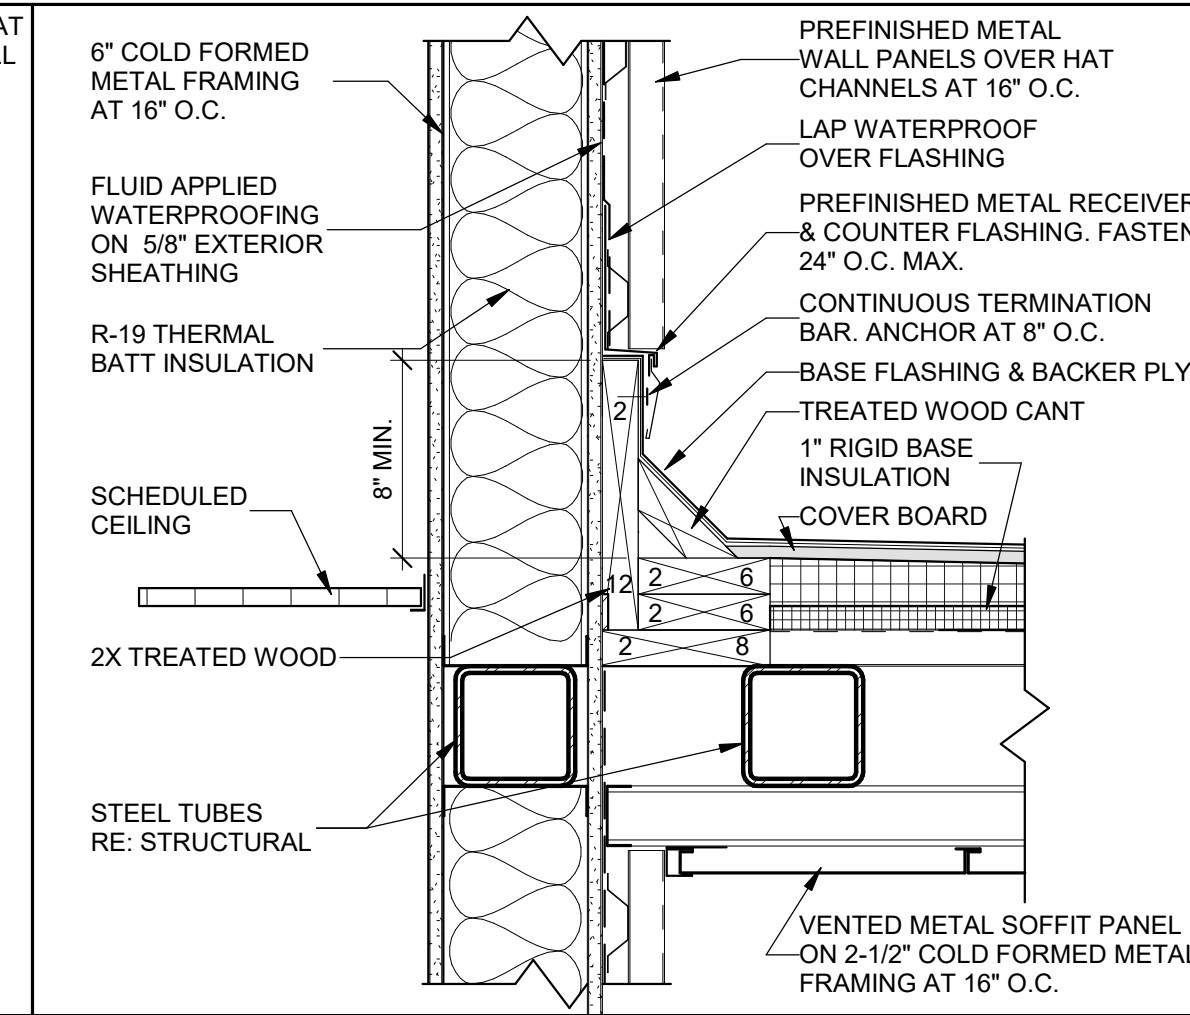 AT
LL
6" COLD FORMED
METAL FRAMING
AT 16" O.C.
FLUID APPLIED
WATERPROOFING
ON 5/8" EXTERIOR
SHEATHING
R-19 THERMAL
BATT INSULATION
8" MIN.
SCHEDULED
CEILING
2X TREATED WOOD
STEEL TUBES
RE: STRUCTURAL
PREFINISHED METAL
WALL PANELS OVER HAT
CHANNELS AT 16" O.C.
LAP WATERPROOF
OVER FLASHING
PREFINISHED METAL RECEIVER
& COUNTER FLASHING. FASTEN
24" O.C. MAX.
CONTINUOUS TERMINATION
BAR. ANCHOR AT 8" O.C.
BASE FLASHING & BACKER PLY
TREATED WOOD CANT
1" RIGID BASE
INSULATION
COVER BOARD
2
12
2 6
2 6
2 8
VENTED METAL SOFFIT PANEL
ON 2-1/2" COLD FORMED METAL
FRAMING AT 16" O.C.